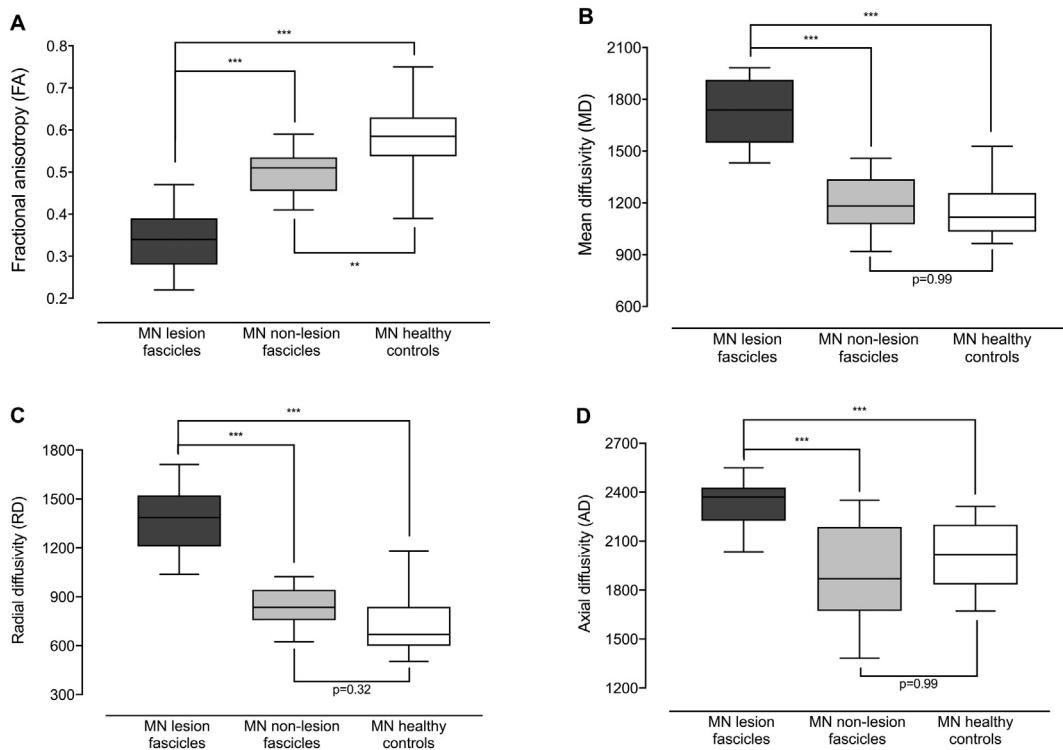 A
Fractional anisotropy (FA)
0.8
0.7
0.6
0.5
0.4
0.3
0.2
***
***
**
MN lesion
fascicles
MN non-lesion
fascicles
MN healthy
controls
B
Mean diffusivity (MD)
2100
1800
1500
1200
900
600
***
***
p=0.99
MN lesion
fascicles
MN non-lesion
fascicles
MN healthy
controls
C
Radial diffusivity (RD)
1800
1500
1200
900
600
300
***
***
p=0.32
MN lesion
fascicles
MN non-lesion
fascicles
MN healthy
controls
D
Axial diffusivity (AD)
2700
2400
2100
1800
1500
1200
***
***
p=0.99
MN lesion
fascicles
MN non-lesion
fascicles
MN healthy
controls